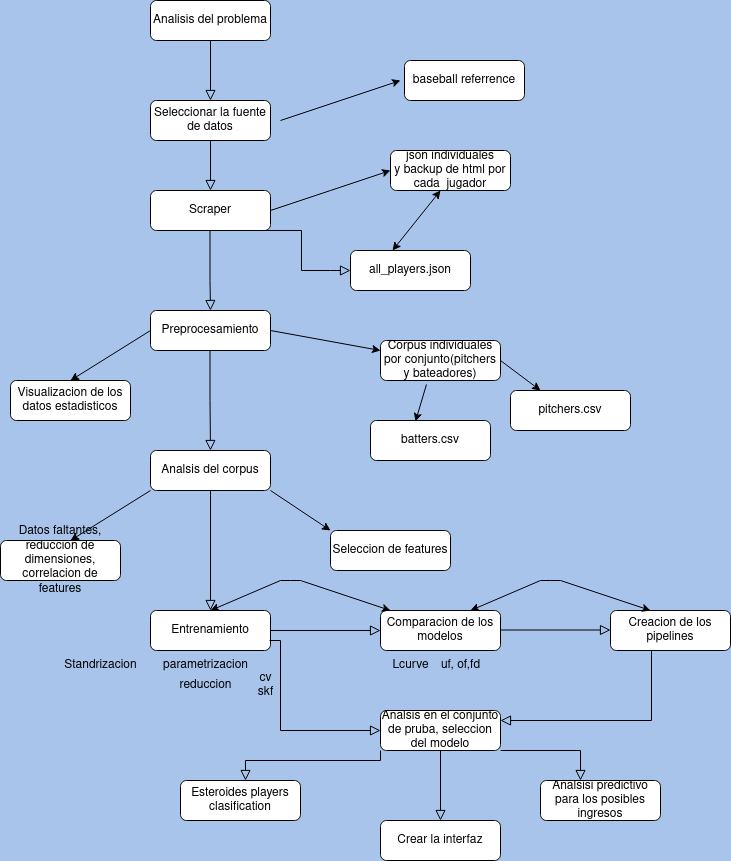 Analisis del problema
baseball referrence
Seleccionar la fuente
de datos
json individuales
y backup de html por
cada jugador
Scraper
all_players.json
Preprocesamiento
Corpus individuales
por conjunto(pitchers
y bateadores)
Visualizacion de los
datos estadisticos
pitchers.csv
batters.csv
Analsis del corpus
Datos faltantes,
reduccion de
dimensiones,
correlacion de
features
Seleccion de features
Entrenamiento
Comparacion de los
modelos
Creacion de los
pipelines
Standrizacion
parametrizacion
reduccion
cv
skf
Lcurve uf, of,fd
Analsis en el conjunto
de pruba, seleccion
del modelo
Esteroides players
clasification
Analsisi predictivo
para los posibles
ingresos
Crear la interfaz